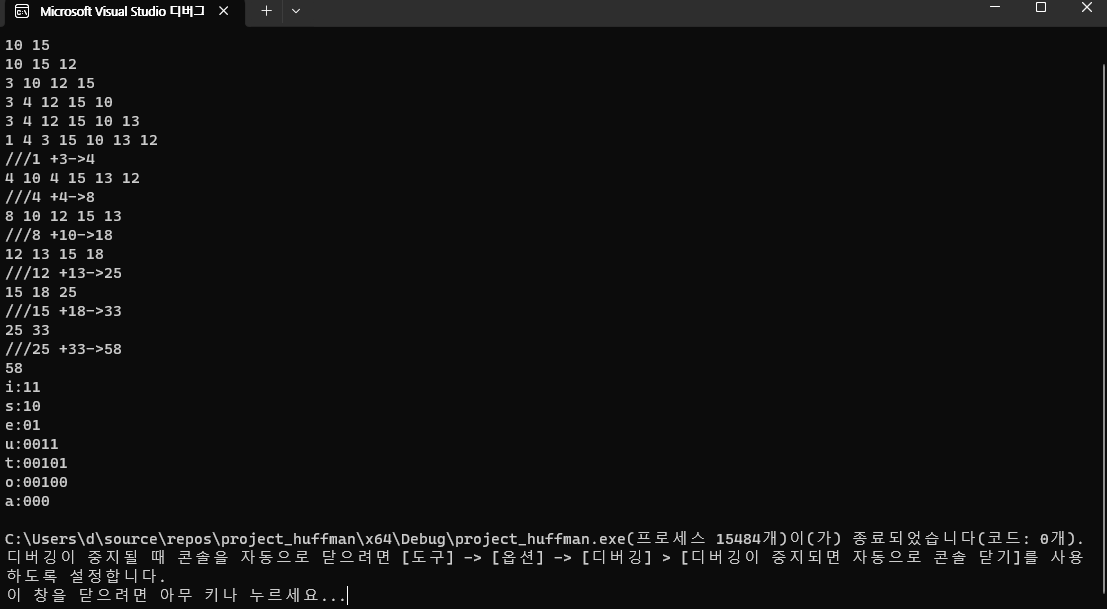 Microsoft Visual Studio 디버그
10 15
10 15 12
3 10 12 15
3 4 12 15 10
3 4 12 15 10 13
1 4 3 15 10 13 12
///1 +3->4
4 10 4 15 13 12
///4 +4->8
8 10 12 15 13
///8 +10->18
12 13 15 18
///12 +13->25
15 18 25
///15 +18->33
25 33
///25 +33->58
58
i:11
s:10
e:01
u:0011
t:00101
o:00100
a:000
C:\Users\d\source\repos\project_huffman\x64\Debug\project_huffman.exe(프로세스 15484개)이(가) 종료되었습니다(코드: 0개).
디버깅이 중지될 때 콘솔을 자동으로 닫으려면 [도구] -> [옵션] -> [디버깅] > [디버깅이 중지되면 자동으로 콘솔 닫기]를 사용
하도록 설정합니다.
이 창을 닫으려면 아무 키나 누르세요...